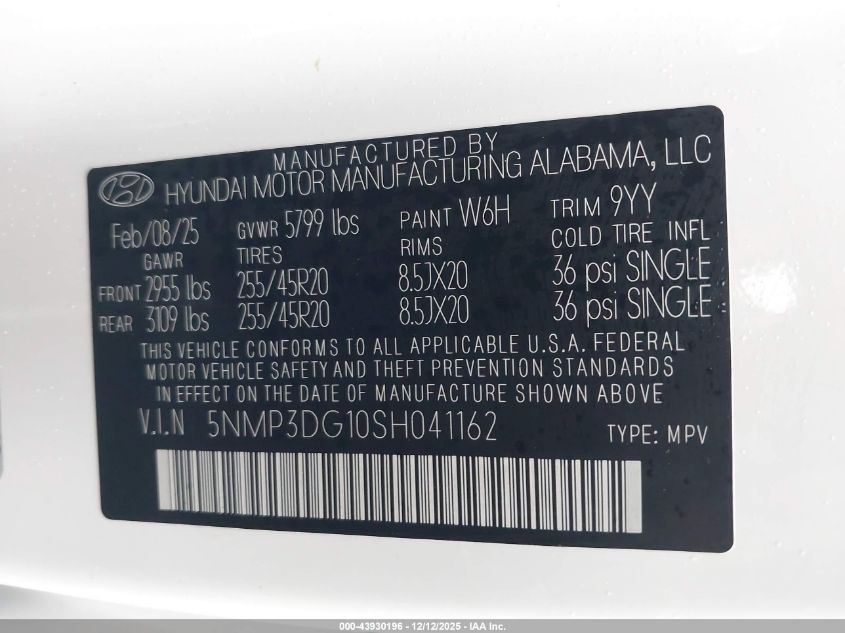 MANUFACTURED BY
HYUNDAI MOTOR MANUFACTURING ALABAMA, LLC
Feb/08/25 GVWR 5799 lbs PAINT W6H TRIM 9YY
GAWR TIRES RIMS COLD TIRE INFL
FRONT 2955 lbs 255/45R20 8.5JX20 36 psi SINGLE
REAR 3109 lbs 255/45R20 8.5JX20 36 psi SINGLE
THIS VEHICLE CONFORMS TO ALL APPLICABLE U.S.A. FEDERAL
MOTOR VEHICLE SAFETY AND THEFT PREVENTION STANDARDS
IN EFFECT ON THE DATE OF MANUFACTURE SHOWN ABOVE
V.I.N 5NMP3DG10SH041162 TYPE: MPV
000-43930196 - 12/12/2025 - IAA Inc.